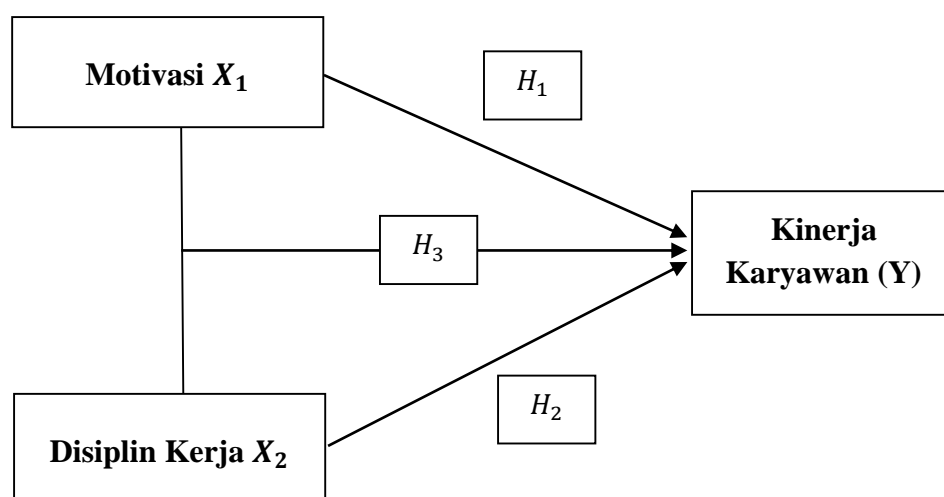 Motivasi X₁
H₁
H₃
Kinerja
Karyawan (Y)
H₂
Disiplin Kerja X₂